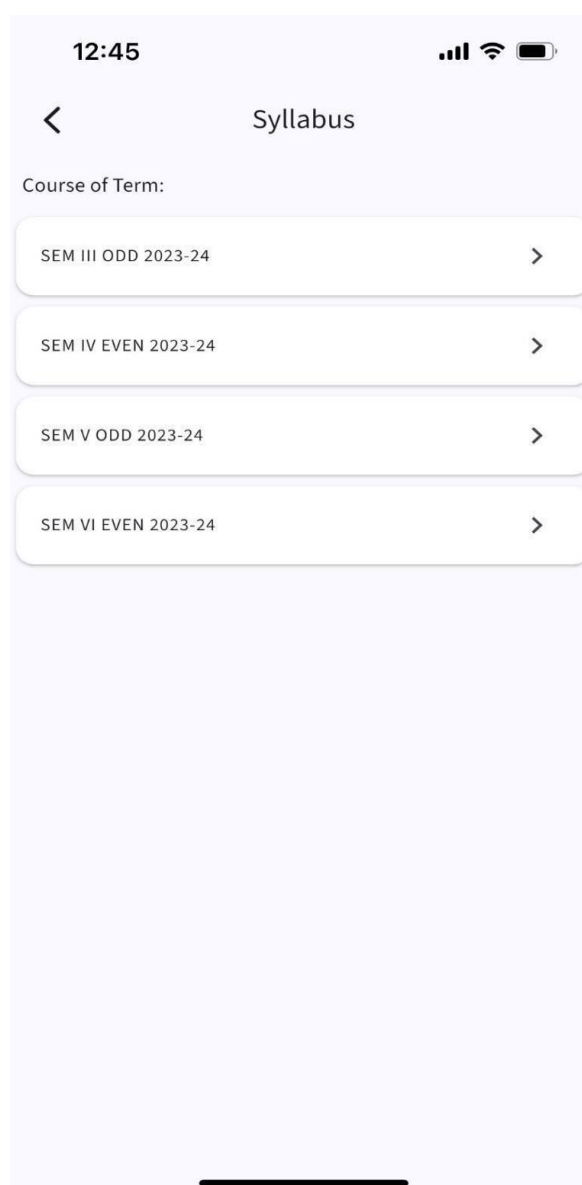 12:45
Syllabus
Course of Term:
SEM III ODD 2023-24
SEM IV EVEN 2023-24
SEM V ODD 2023-24
SEM VI EVEN 2023-24